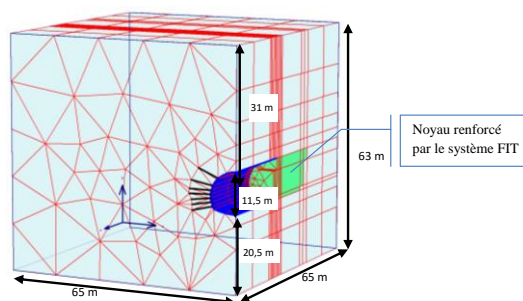 31 m
Noyau renforcé
par le système FIT
63 m
11,5 m
20,5 m
65 m
65 m